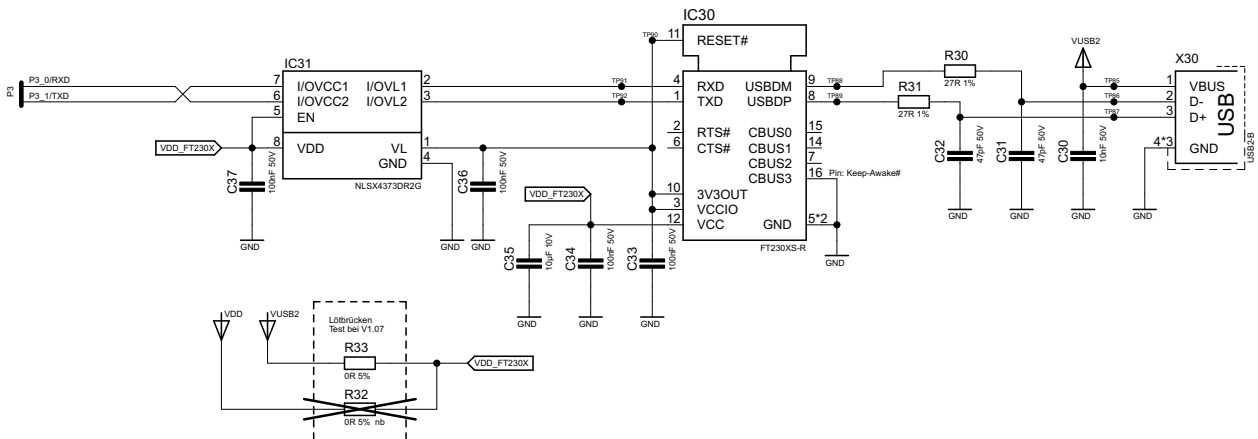 IC30
TP90
11
RESET#
P3
P3_0/RXD
P3_1/TXD
IC31
7
I/OVCC1
I/OVL1
2
6
I/OVCC2
I/OVL2
3
5
EN
8
VDD
VL
1
GND
4
NLSX4373DR2G
VDD_FT230X
C37
100nF 50V
GND
GND
C36
100nF 50V
GND
TP91
TP92
4
RXD
USBDM
9
TP88
1
TXD
USBDP
8
TP89
2
RTS#
CBUS0
15
6
CTS#
CBUS1
14
CBUS2
7
CBUS3
16
Pin: Keep-Awake#
10
3V3OUT
3
VCCIO
12
VCC
GND
5*2
FT230XS-R
GND
VDD_FT230X
C35
10µF 10V
GND
C34
100nF 50V
GND
C33
100nF 50V
GND
R30
27R 1%
R31
27R 1%
C32
47pF 50V
GND
C31
47pF 50V
GND
C30
10nF 50V
GND
VUSB2
TP85
TP86
TP87
X30
1
VBUS
2
D-
3
D+
4*3
GND
USB
USB2-B
GND
VDD
VUSB2
Lötbrücken
Test bei V1.07
R33
0R 5%
VDD_FT230X
R32
0R 5% nb